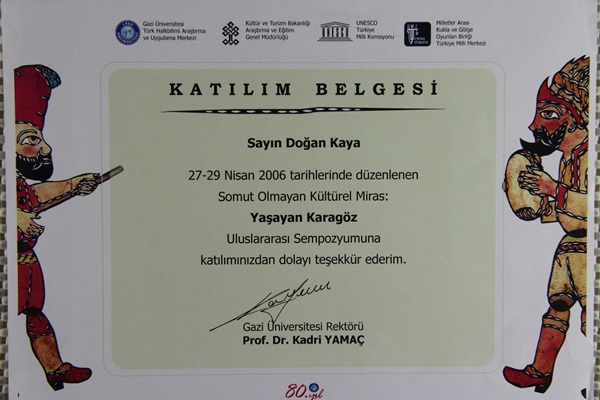 Gazi Üniversitesi
Türk Halkbilimi Araştırma
ve Uygulama Merkezi
Kültür ve Turizm Bakanlığı
Araştırma ve Eğitim
Genel Müdürlüğü
UNESCO
Türkiye
Milli Komisyonu
Milletler Arası
Kukla ve Gölge
Oyunları Birliği
Türkiye Milli Merkezi
KATILIM BELGESİ
Sayın Doğan Kaya
27-29 Nisan 2006 tarihlerinde düzenlenen
Somut Olmayan Kültürel Miras:
Yaşayan Karagöz
Uluslararası Sempozyumuna
katılımınızdan dolayı teşekkür ederim.
Gazi Üniversitesi Rektörü
Prof. Dr. Kadri YAMAÇ
80.yıl